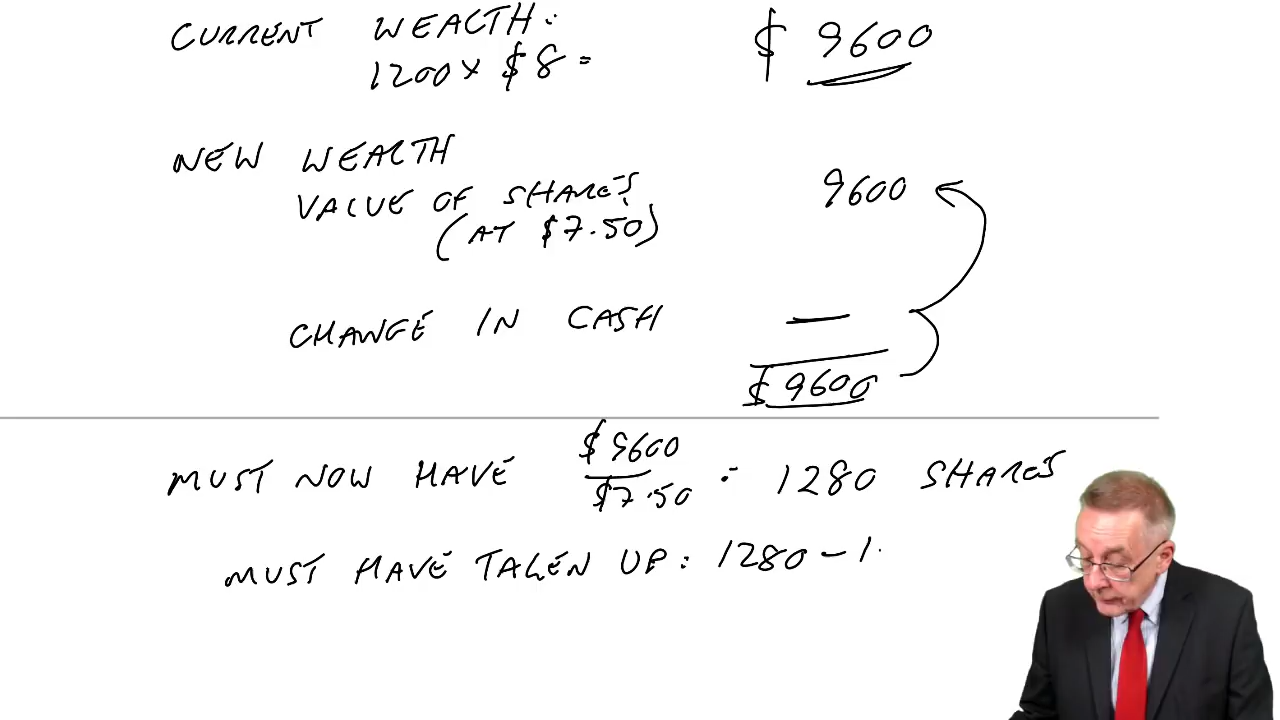 CURRENT WEALTH:
1200 x $8 = $ 9600
NEW WEALTH
VALUE OF SHARES 9600
(AT $7.50)
CHANGE IN CASH —
$ 9600
MUST NOW HAVE $9600 / $7.50 = 1280 SHARES
MUST HAVE TAKEN UP: 1280 - 1